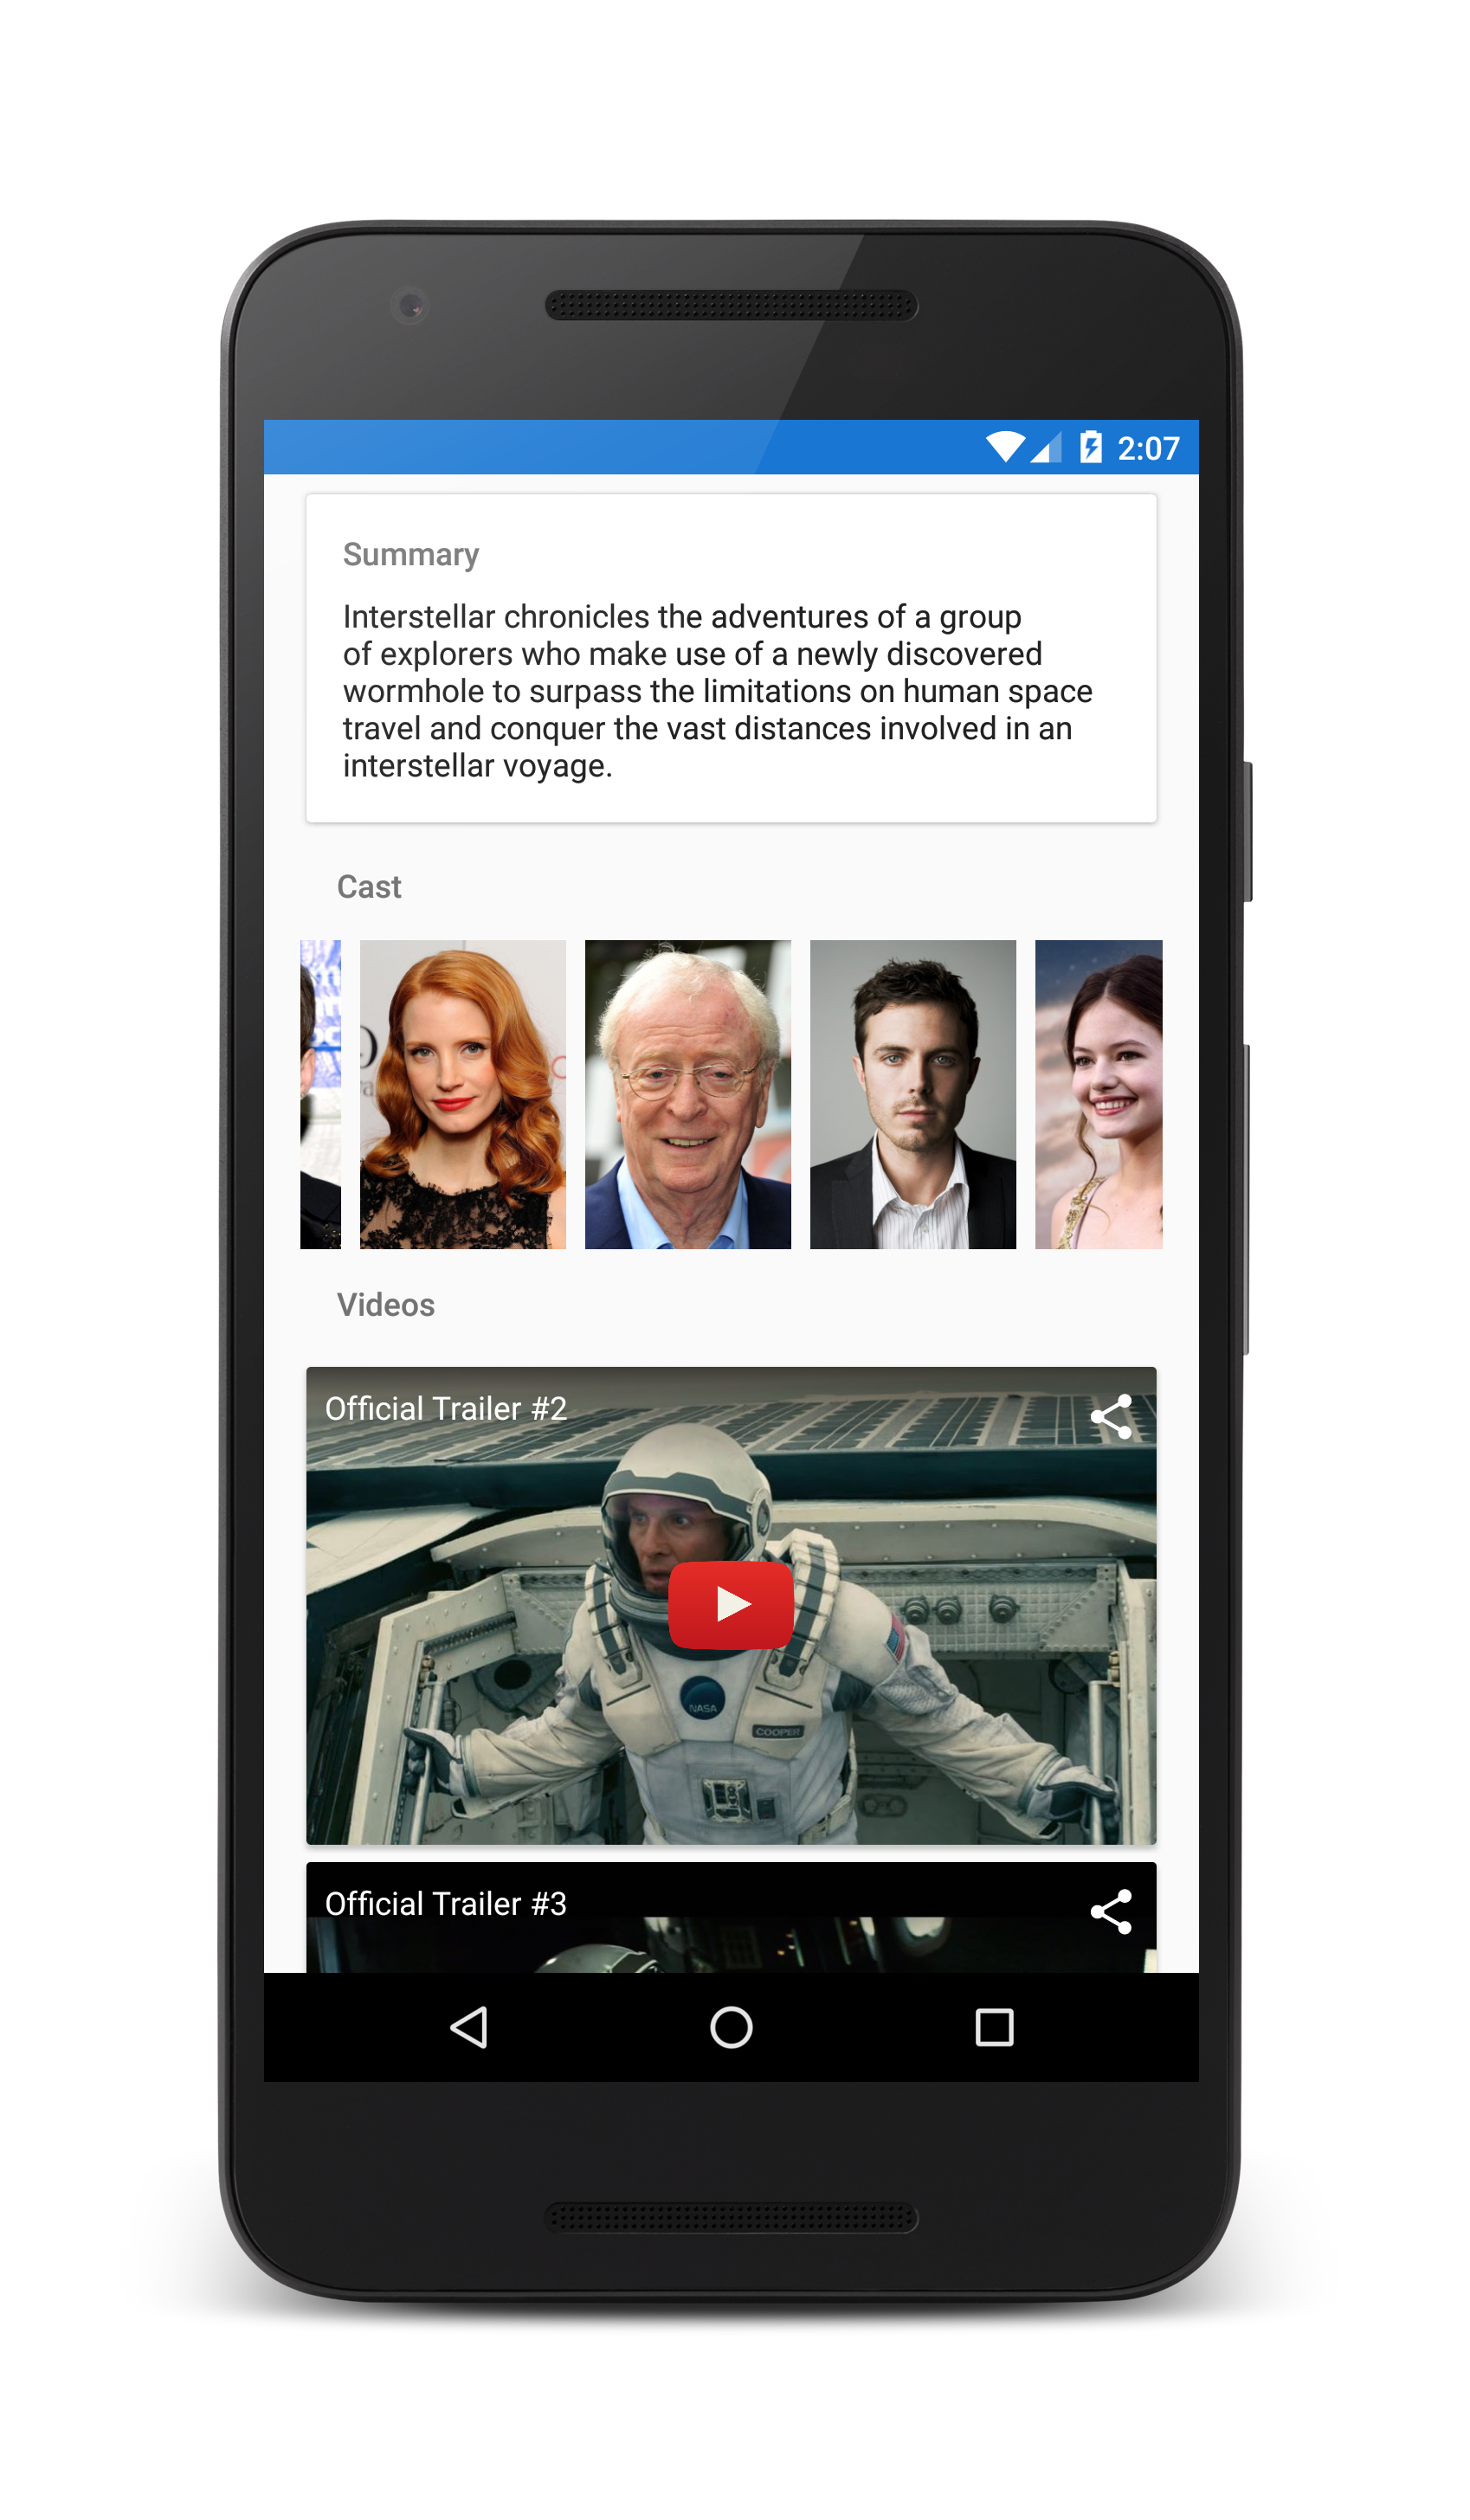 2:07
Summary
Interstellar chronicles the adventures of a group
of explorers who make use of a newly discovered
wormhole to surpass the limitations on human space
travel and conquer the vast distances involved in an
interstellar voyage.
Cast
Videos
Official Trailer #2
NASA
COOPER
Official Trailer #3